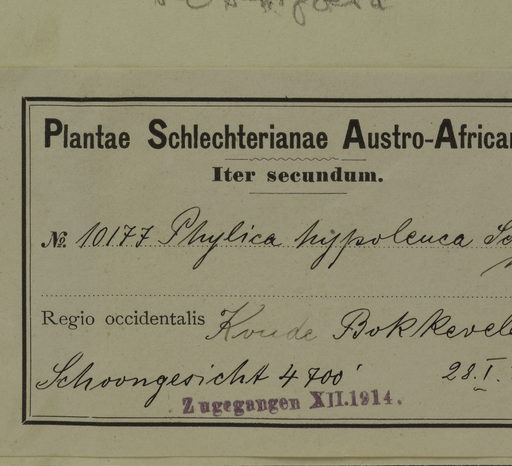 Plantae Schlechterianae Austro-African
Iter secundum.
№ 10177 Phylica hypoleuca
Regio occidentalis Koude Bokkevel
Schoongesicht 4700'
28.I.
Zugegangen XII.1914.